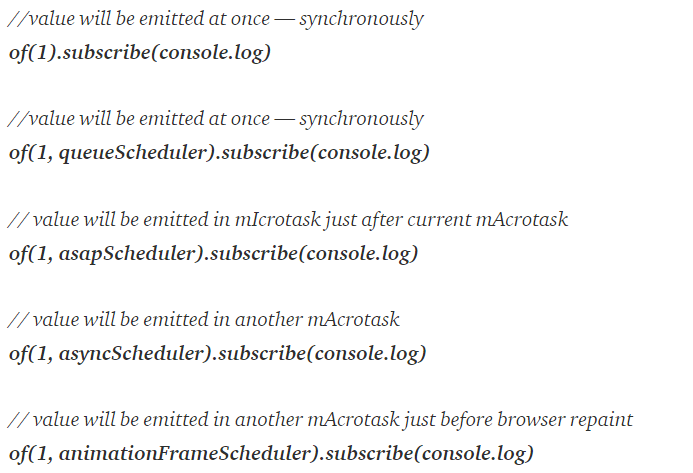 //value will be emitted at once — synchronously
of(1).subscribe(console.log)
//value will be emitted at once — synchronously
of(1, queueScheduler).subscribe(console.log)
// value will be emitted in mIcrotask just after current mAcrotask
of(1, asapScheduler).subscribe(console.log)
// value will be emitted in another mAcrotask
of(1, asyncScheduler).subscribe(console.log)
// value will be emitted in another mAcrotask just before browser repaint
of(1, animationFrameScheduler).subscribe(console.log)